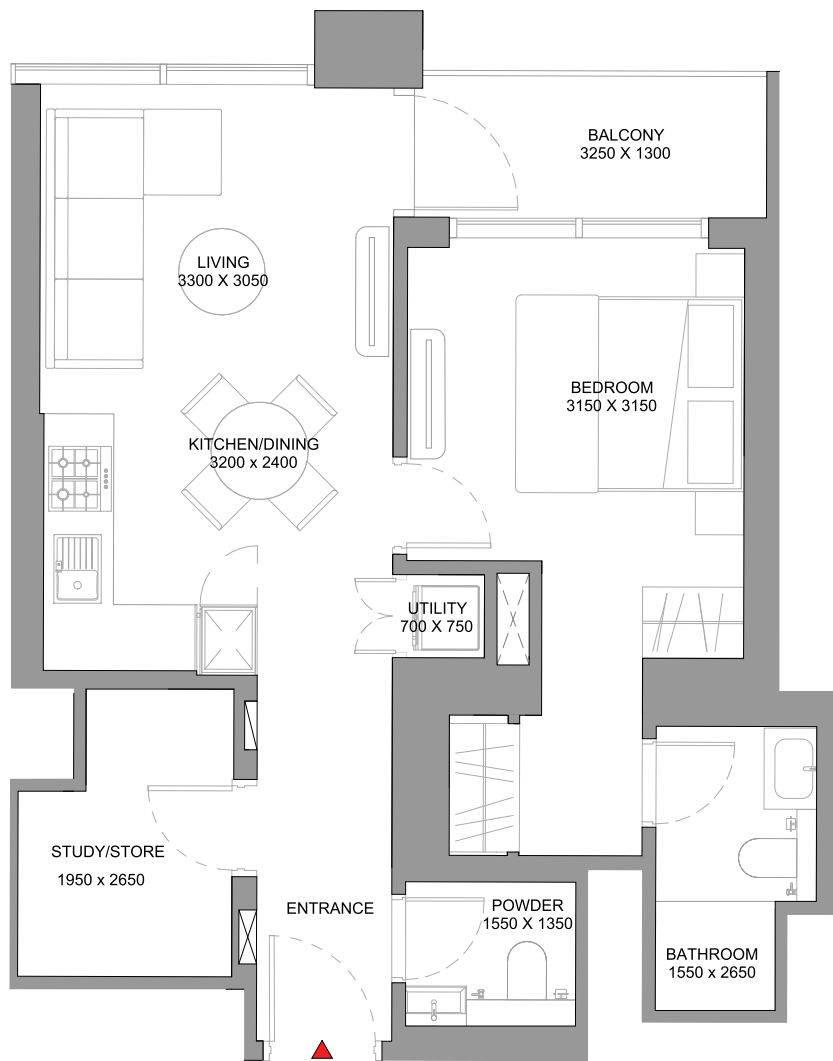 BALCONY
3250 X 1300
LIVING
3300 X 3050
BEDROOM
3150 X 3150
KITCHEN/DINING
3200 x 2400
UTILITY
700 X 750
STUDY/STORE
1950 x 2650
ENTRANCE
POWDER
1550 X 1350
BATHROOM
1550 x 2650